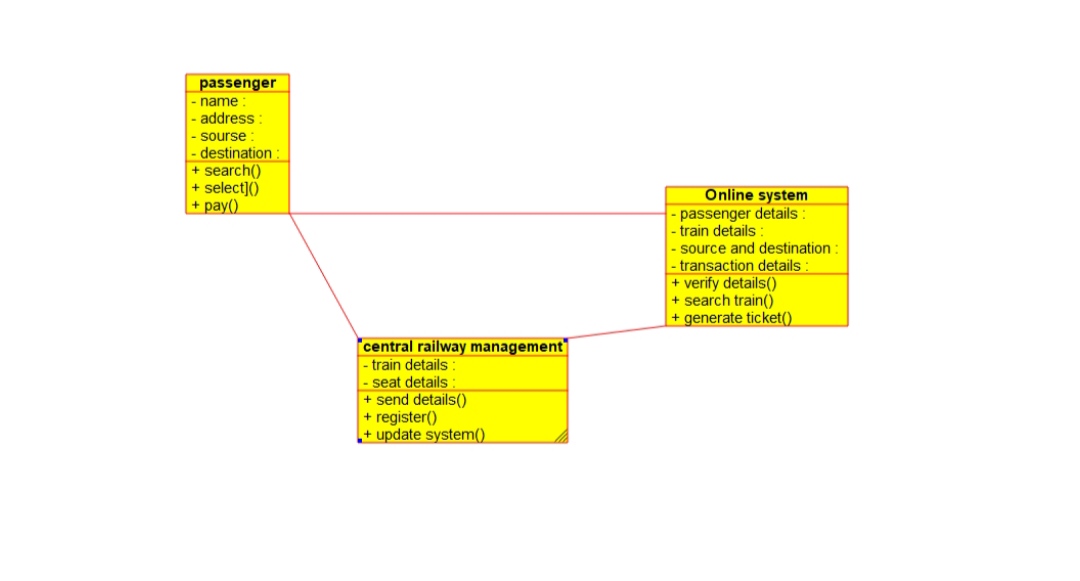 passenger
- name :
- address :
- sourse :
- destination :
+ search()
+ select]()
+ pay()
Online system
- passenger details :
- train details :
- source and destination :
- transaction details :
+ verify details()
+ search train()
+ generate ticket()
central railway management
- train details :
- seat details :
+ send details()
+ register()
+ update system()